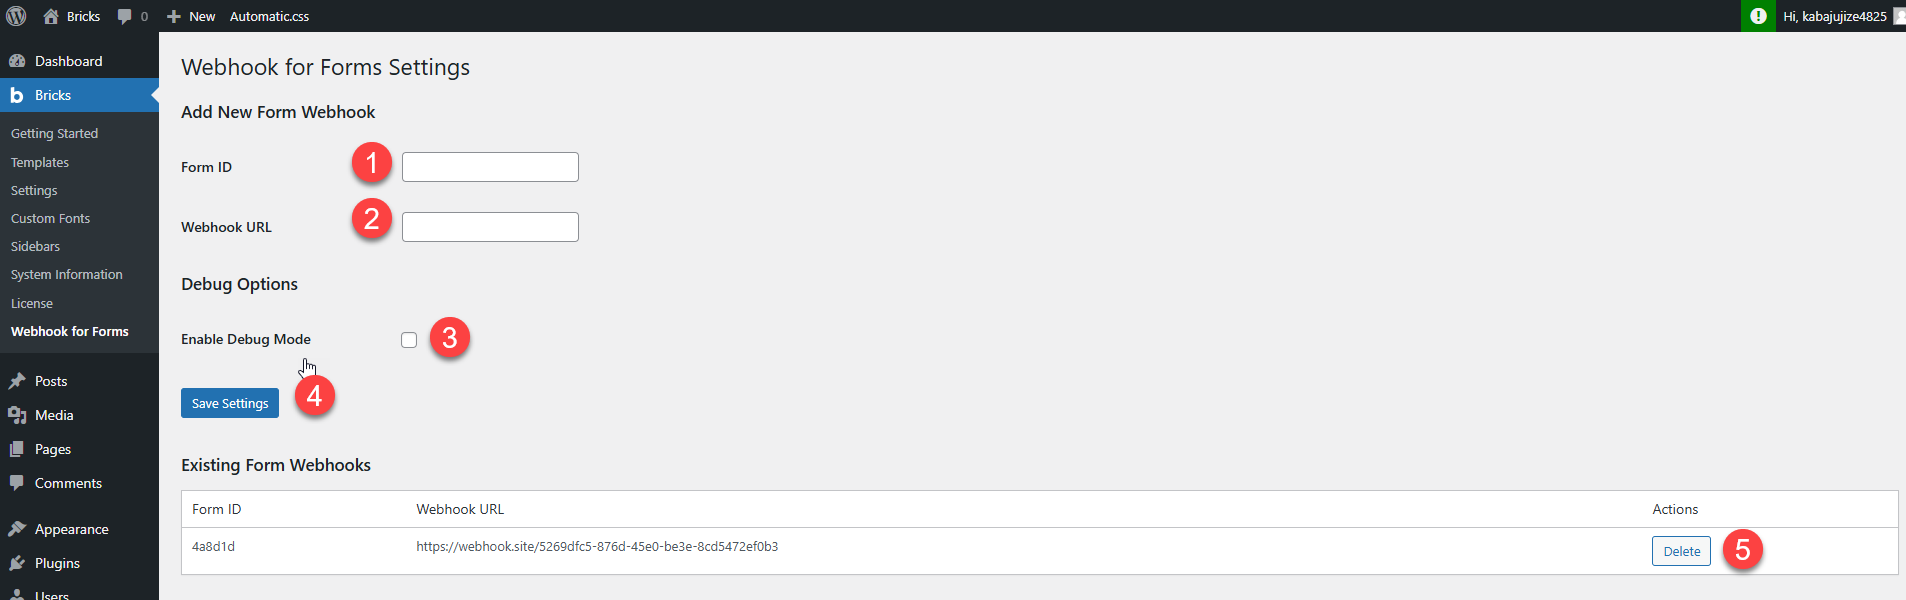 Bricks 0 New Automatic.css Hi, kabajujize4825
Dashboard
Bricks
Getting Started
Templates
Settings
Custom Fonts
Sidebars
System Information
License
Webhook for Forms
Posts
Media
Pages
Comments
Appearance
Plugins
Users
Webhook for Forms Settings
Add New Form Webhook
Form ID 1
Webhook URL 2
Debug Options
Enable Debug Mode 3
Save Settings 4
Existing Form Webhooks
Form ID Webhook URL Actions
4a8d1d https://webhook.site/5269dfc5-876d-45e0-be3e-8cd5472ef0b3 Delete 5